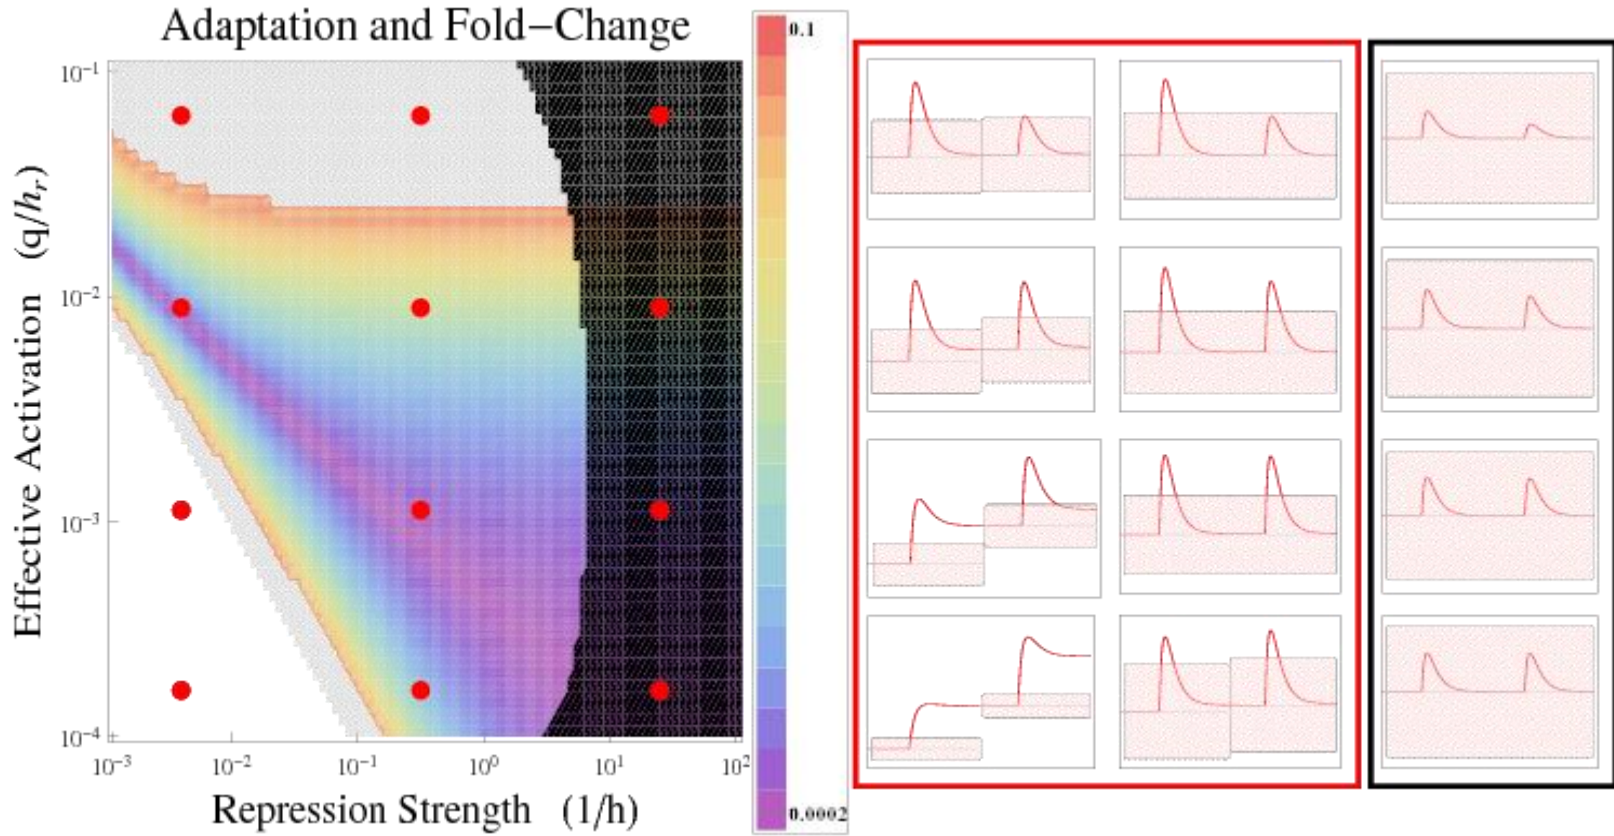 Adaptation and Fold−Change
0.1
10⁻¹
10⁻²
10⁻³
10⁻⁴
Effective Activation (q/hᵣ)
10⁻³ 10⁻² 10⁻¹ 10⁰ 10¹ 10²
Repression Strength (1/h)
0.0002